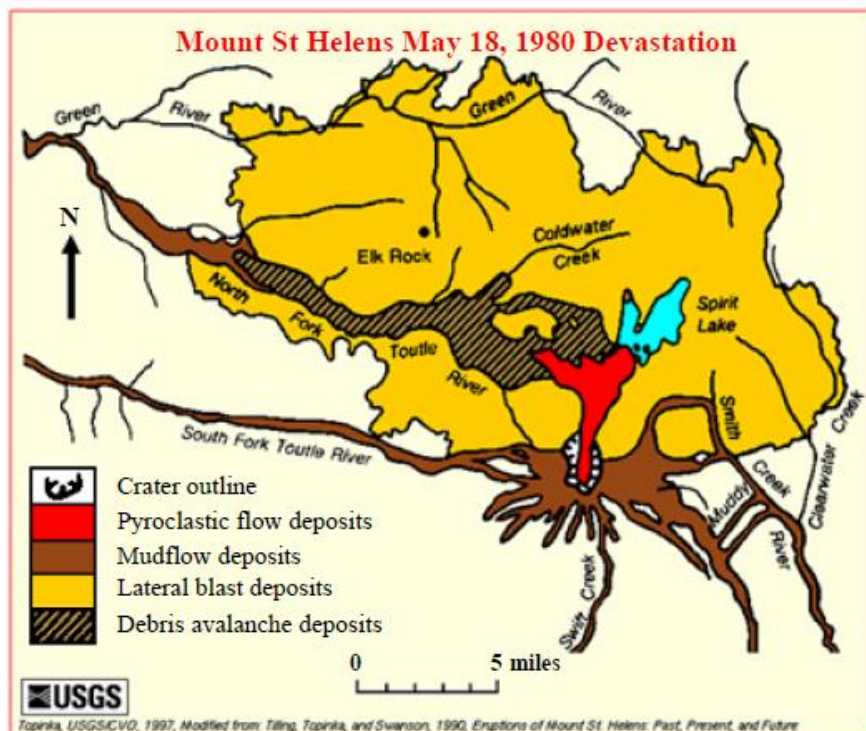 Mount St Helens May 18, 1980 Devastation
Green
River
Green
River
N
Elk Rock
Coldwater
Creek
Spirit
Lake
North
Fork
Toutle
River
South Fork Toutle River
Smith
Creek
Muddy
River
Clearwater Creek
Swift Creek
Crater outline
Pyroclastic flow deposits
Mudflow deposits
Lateral blast deposits
Debris avalanche deposits
0 5 miles
USGS
Topinka, USGS/CVO, 1997, Modified from: Tilling, Topinka, and Swanson, 1990, Eruptions of Mount St. Helens: Past, Present, and Future